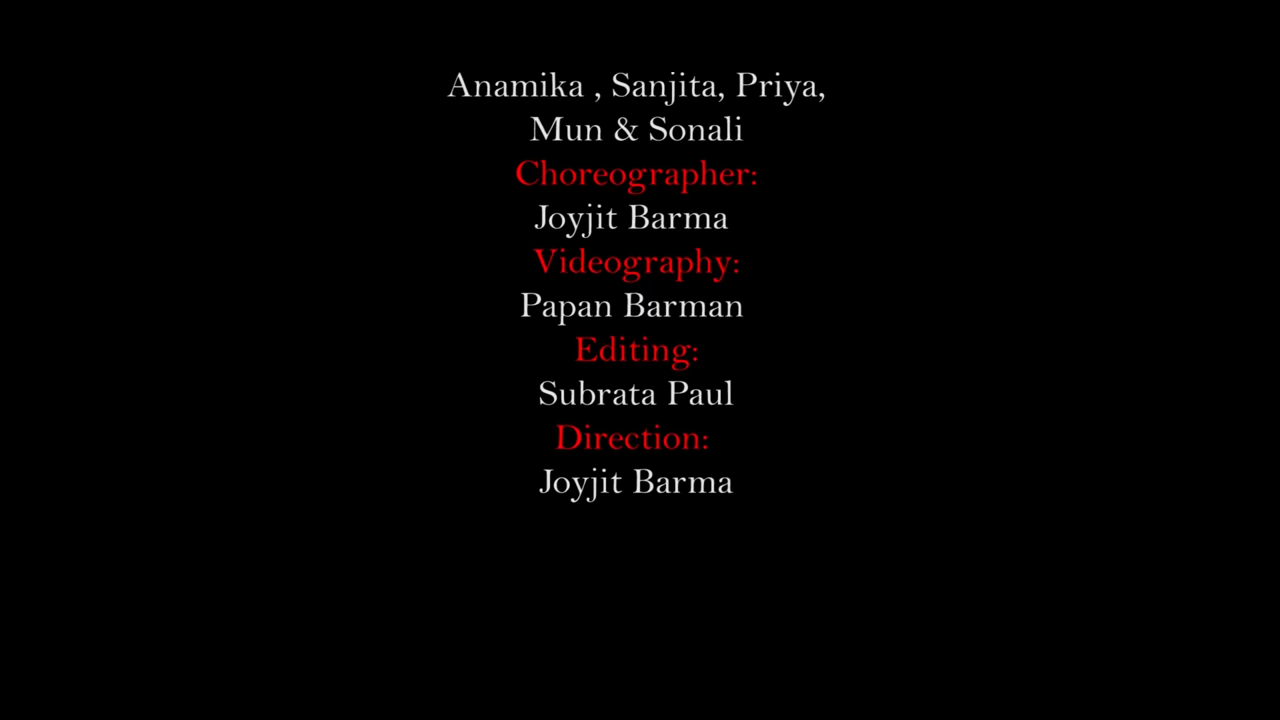 Anamika , Sanjita, Priya,
Mun & Sonali
Choreographer:
Joyjit Barma
Videography:
Papan Barman
Editing:
Subrata Paul
Direction:
Joyjit Barma